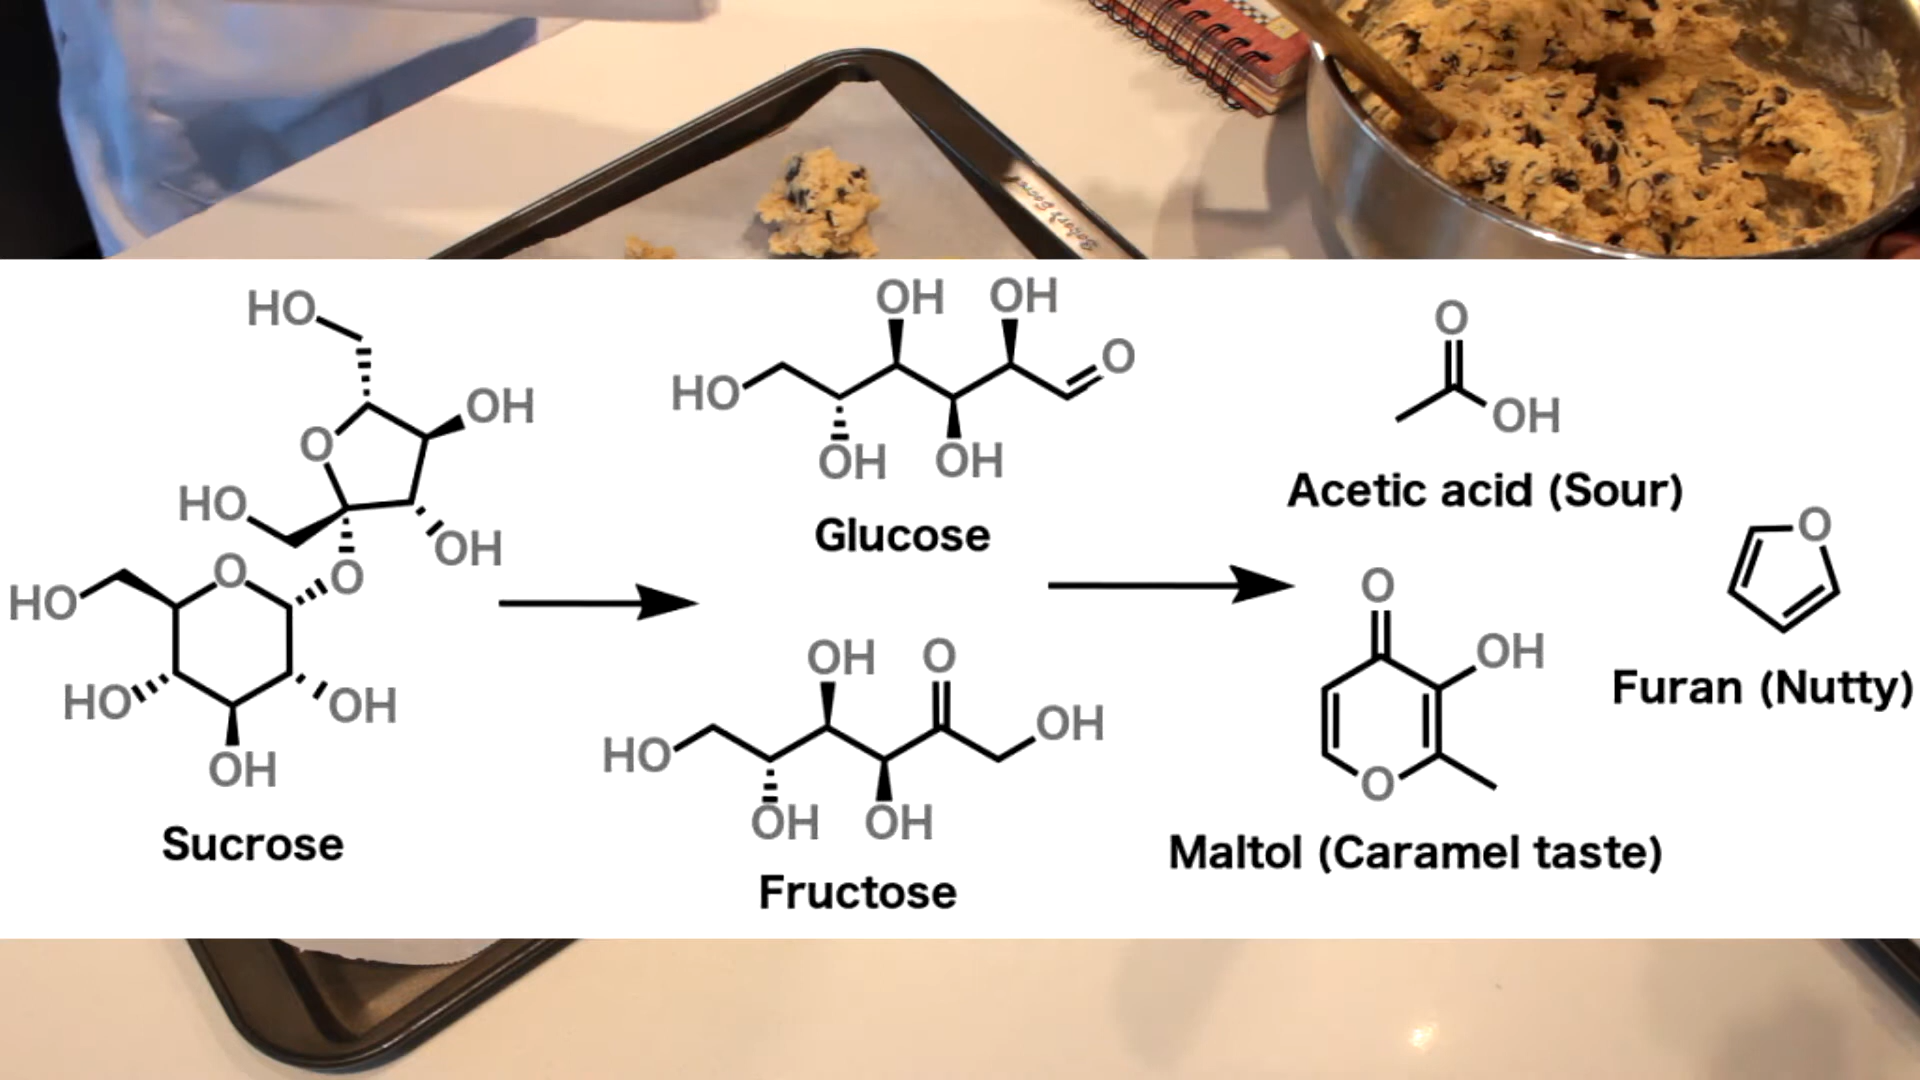 HO
OH
O
HO
OH
O
O
HO
HO
OH
OH
Sucrose
OH OH
O
HO
OH OH
Glucose
OH O
OH
HO
OH OH
Fructose
O
OH
Acetic acid (Sour)
O
Furan (Nutty)
O
OH
O
Maltol (Caramel taste)